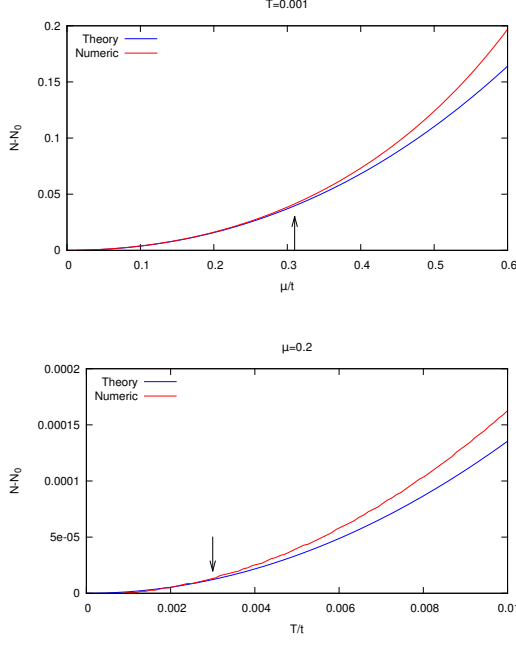 T=0.001
Theory
Numeric
N-N0
0.2
0.15
0.1
0.05
0
0 0.1 0.2 0.3 0.4 0.5 0.6
μ/t
μ=0.2
Theory
Numeric
N-N0
0.0002
0.00015
0.0001
5e-05
0
0 0.002 0.004 0.006 0.008 0.01
T/t